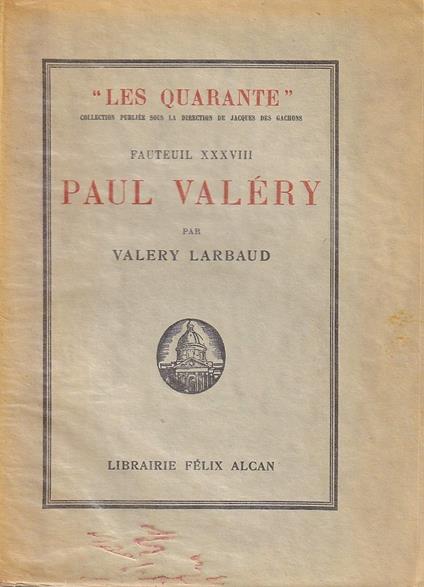 "LES QUARANTE"
COLLECTION PUBLIÉE SOUS LA DIRECTION DE JACQUES DES GACHONS
FAUTEUIL XXXVIII
PAUL VALÉRY
PAR
VALERY LARBAUD
LIBRAIRIE FÉLIX ALCAN